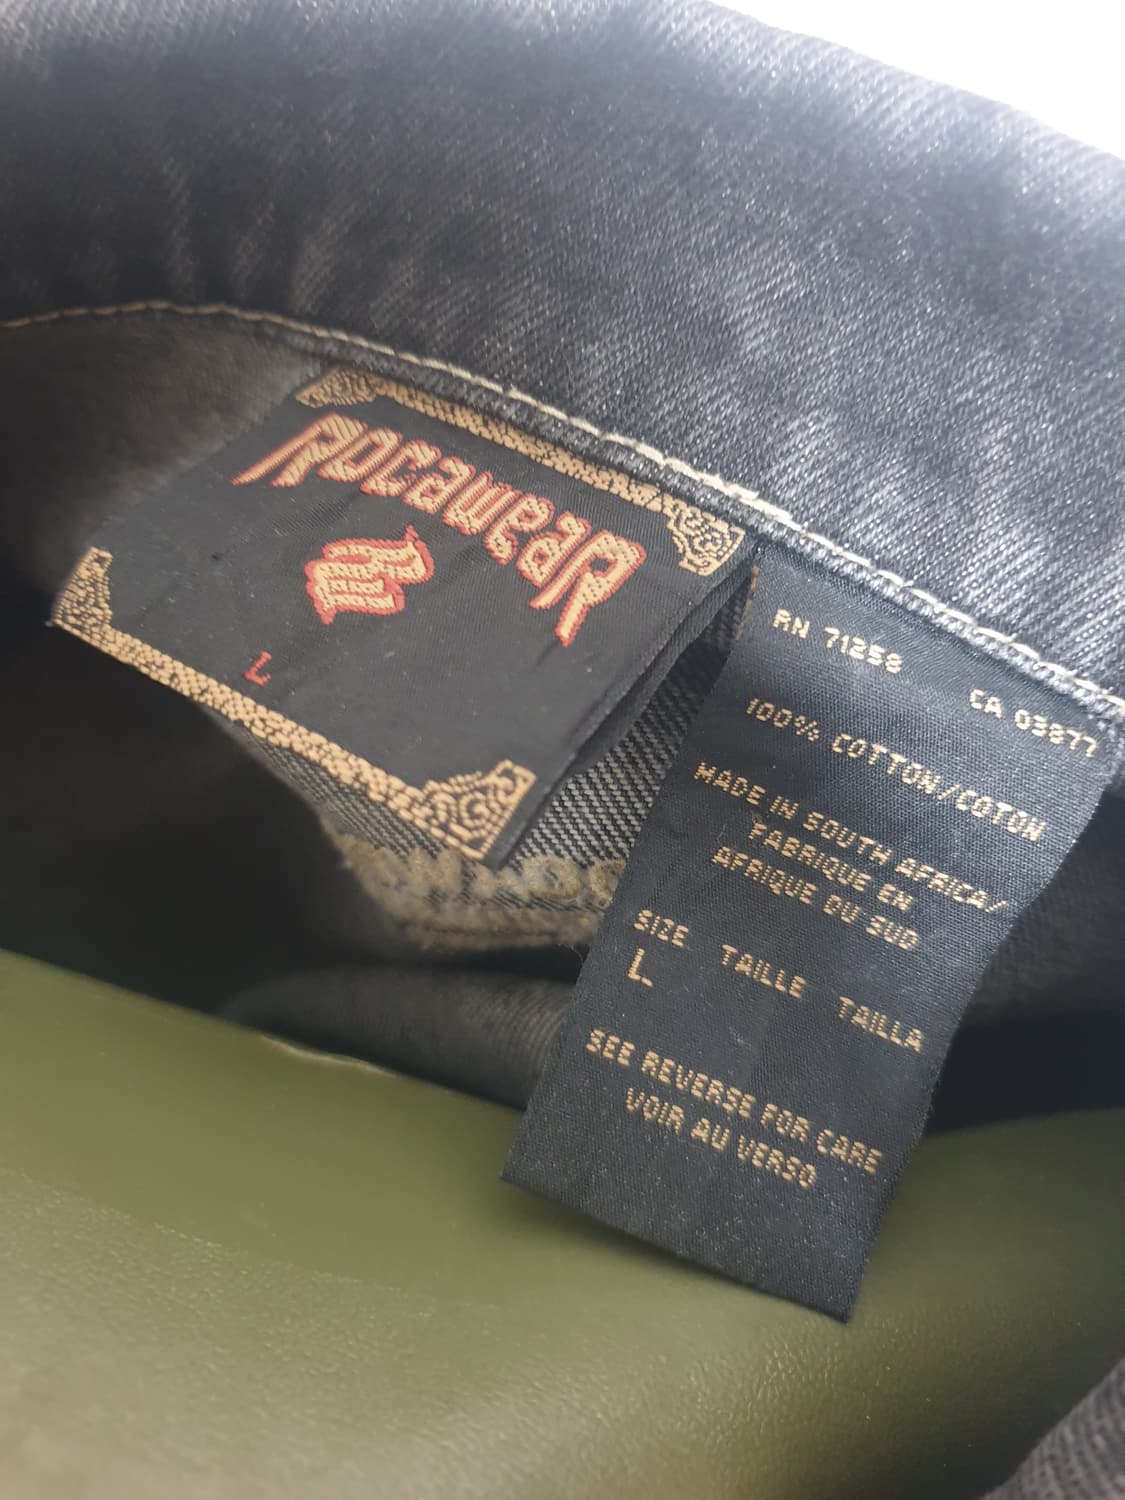 RocaweaR
L
RN 71258
CA 03877
100% COTTON/COTON
MADE IN SOUTH AFRICA/
FABRIQUE EN
AFRIQUE DU SUD
SIZE TAILLE TAILLA
L
SEE REVERSE FOR CARE
VOIR AU VERSO